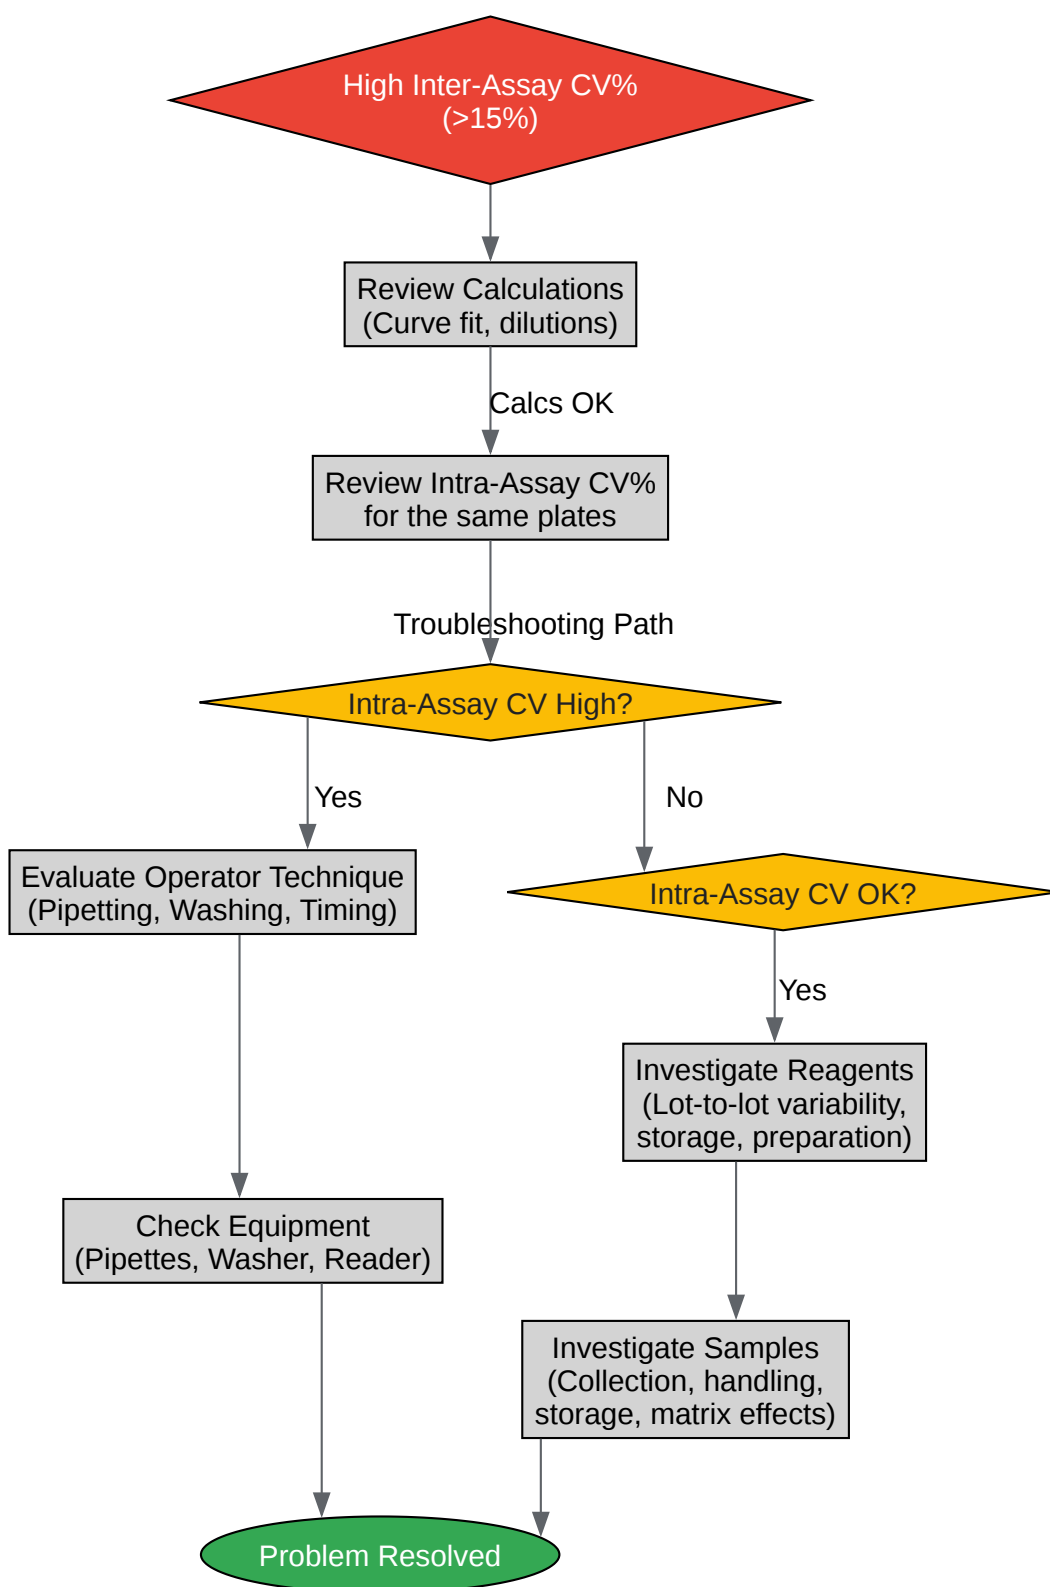 High Inter-Assay CV%
(>15%)
Review Calculations
(Curve fit, dilutions)
Calcs OK
Review Intra-Assay CV%
for the same plates
Troubleshooting Path
Intra-Assay CV High?
Yes
No
Evaluate Operator Technique
(Pipetting, Washing, Timing)
Intra-Assay CV OK?
Yes
Investigate Reagents
(Lot-to-lot variability,
storage, preparation)
Check Equipment
(Pipettes, Washer, Reader)
Investigate Samples
(Collection, handling,
storage, matrix effects)
Problem Resolved